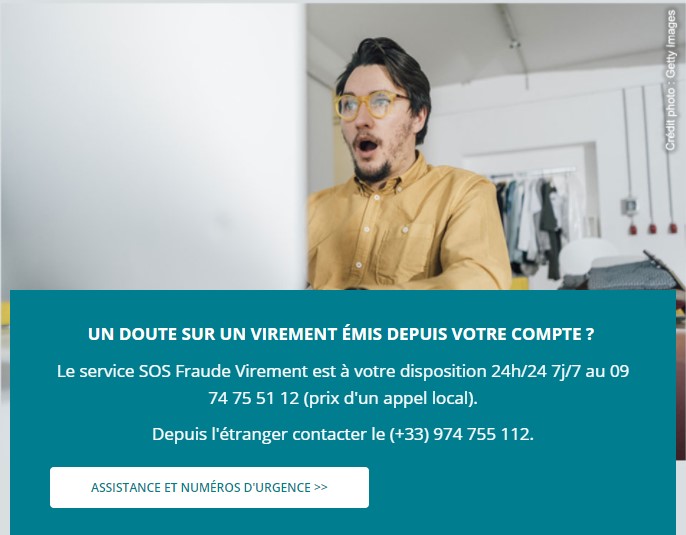 Crédit photo : Getty Images
UN DOUTE SUR UN VIREMENT ÉMIS DEPUIS VOTRE COMPTE ?
Le service SOS Fraude Virement est à votre disposition 24h/24 7j/7 au 09
74 75 51 12 (prix d'un appel local).
Depuis l'étranger contacter le (+33) 974 755 112.
ASSISTANCE ET NUMÉROS D'URGENCE >>